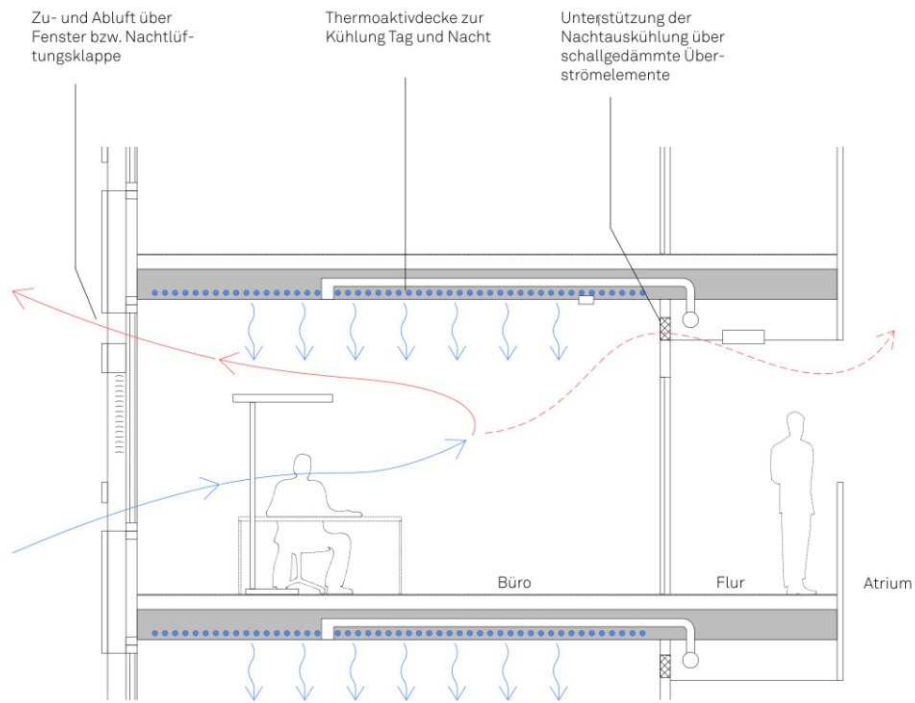 Zu- und Abluft über
Fenster bzw. Nachtlüf-
tungsklappe
Thermoaktivdecke zur
Kühlung Tag und Nacht
Unterstützung der
Nachtauskühlung über
schallgedämmte Über-
strömelemente
Büro
Flur
Atrium